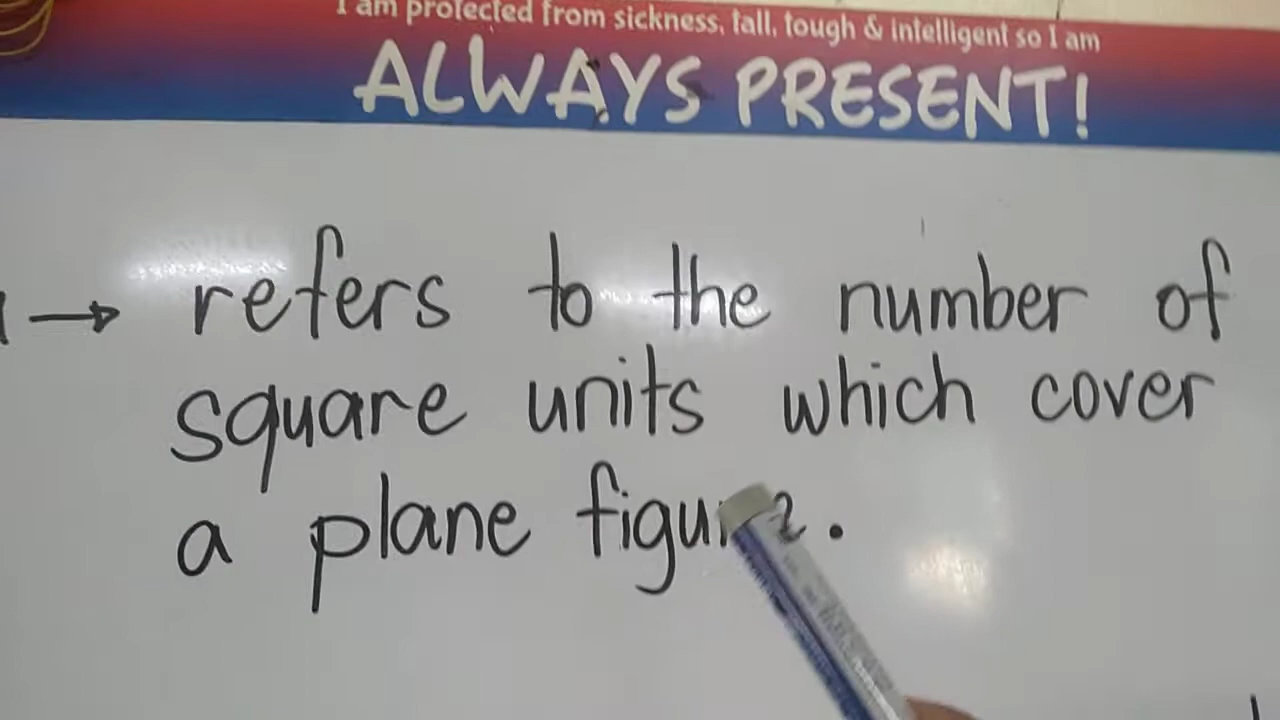 I am protected from sickness, tall, tough & intelligent so I am
ALWAYS PRESENT!
→ refers to the number of
square units which cover
a plane figure.